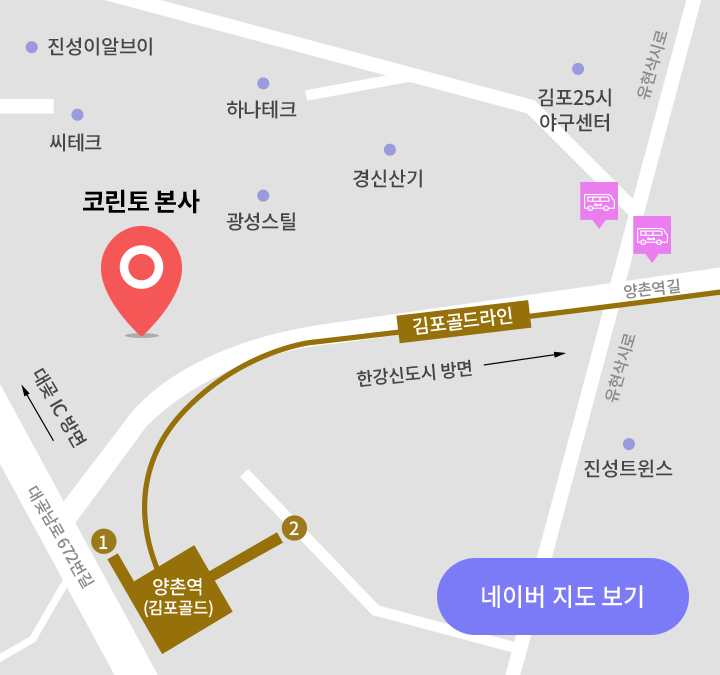 진성이알브이
유현삭시로
하나테크
김포25시
야구센터
씨테크
경신산기
코린토 본사
광성스틸
양촌역길
김포골드라인
유현삭시로
한강신도시 방면
대곶 IC 방면
진성트윈스
대곶남로 672번길
1
2
양촌역
(김포골드)
네이버 지도 보기